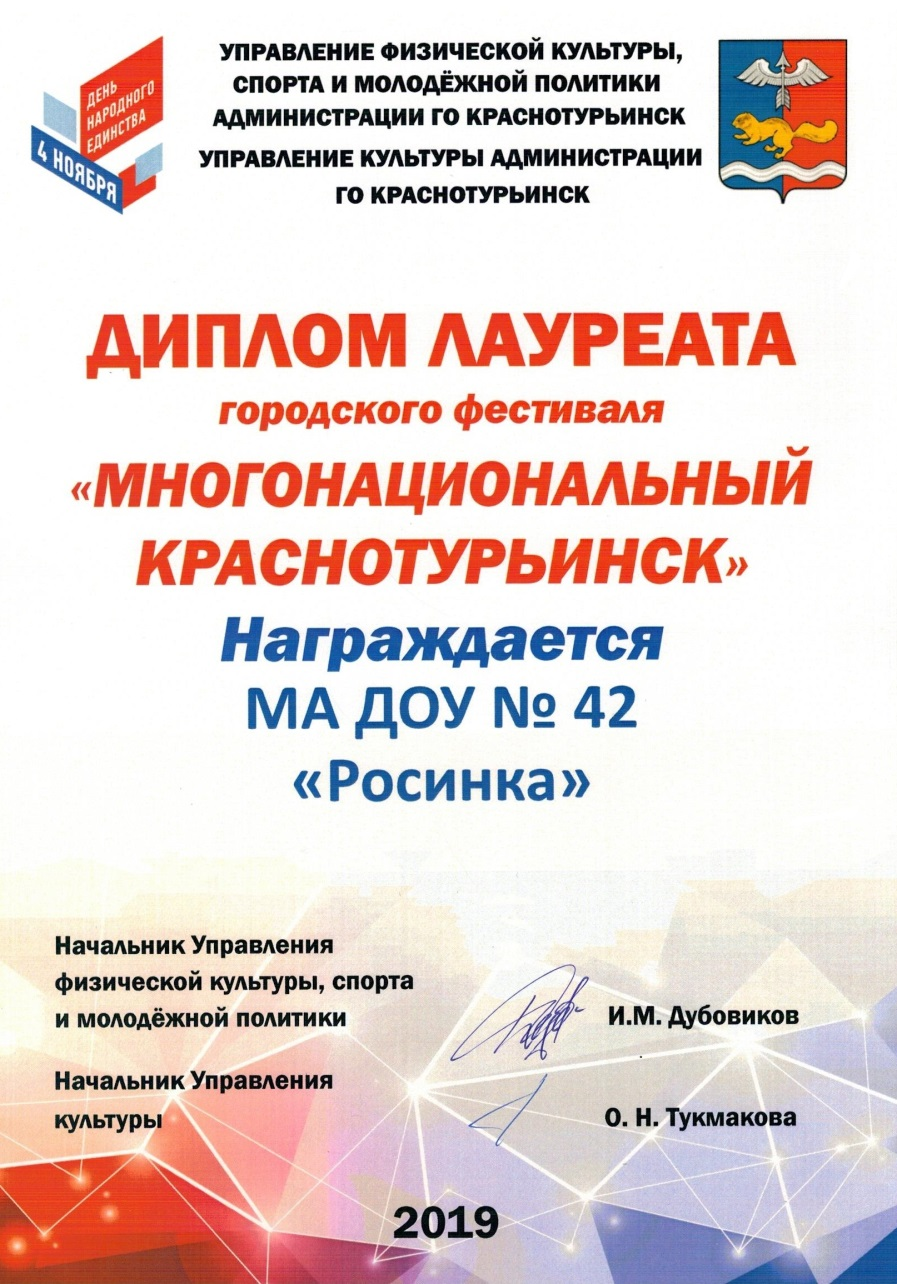 ДЕНЬ
НАРОДНОГО
ЕДИНСТВА
4 НОЯБРЯ
УПРАВЛЕНИЕ ФИЗИЧЕСКОЙ КУЛЬТУРЫ,
СПОРТА И МОЛОДЁЖНОЙ ПОЛИТИКИ
АДМИНИСТРАЦИИ ГО КРАСНОТУРЬИНСК
УПРАВЛЕНИЕ КУЛЬТУРЫ АДМИНИСТРАЦИИ
ГО КРАСНОТУРЬИНСК
ДИПЛОМ ЛАУРЕАТА
городского фестиваля
«МНОГОНАЦИОНАЛЬНЫЙ
КРАСНОТУРЬИНСК»
Награждается
МА ДОУ № 42
«Росинка»
Начальник Управления
физической культуры, спорта
и молодёжной политики
И.М. Дубовиков
Начальник Управления
культуры
О. Н. Тукмакова
2019